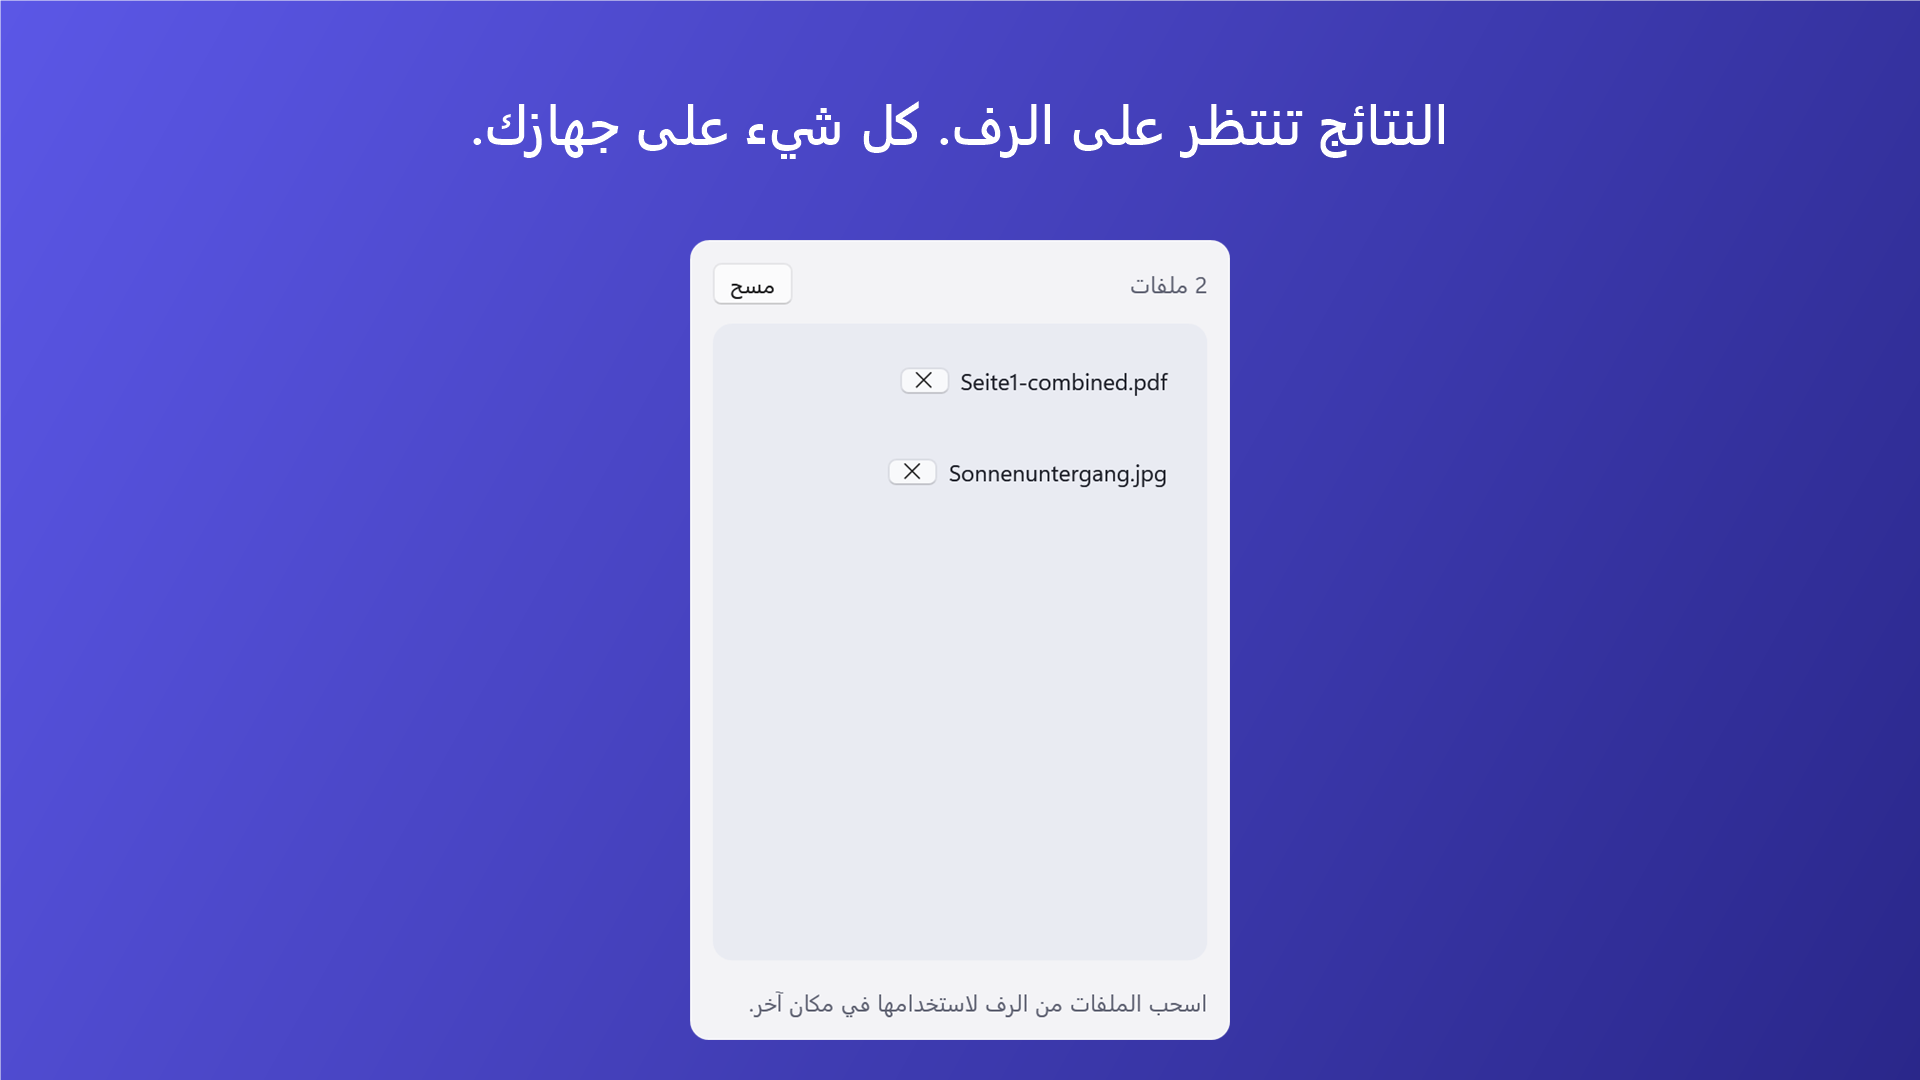 النتائج تنتظر على الرف. كل شيء على جهازك.
2 ملفات
مسح
Seite1-combined.pdf
Sonnenuntergang.jpg
اسحب الملفات من الرف لاستخدامها في مكان آخر.